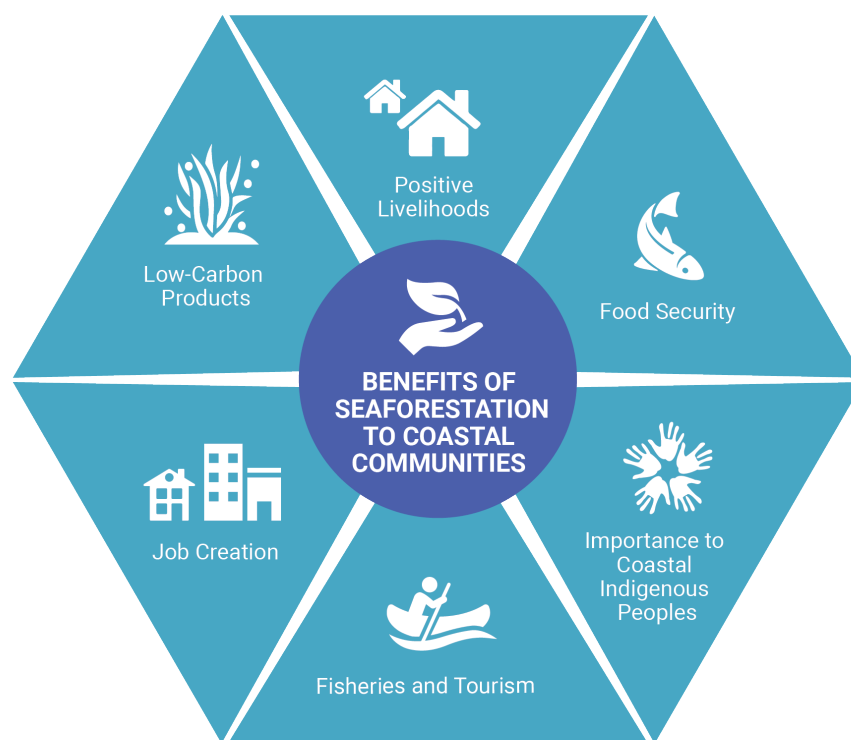 Positive
Livelihoods
Food Security
Importance to
Coastal
Indigenous
Peoples
Fisheries and Tourism
Job Creation
Low-Carbon
Products
BENEFITS OF
SEAFORESTATION
TO COASTAL
COMMUNITIES